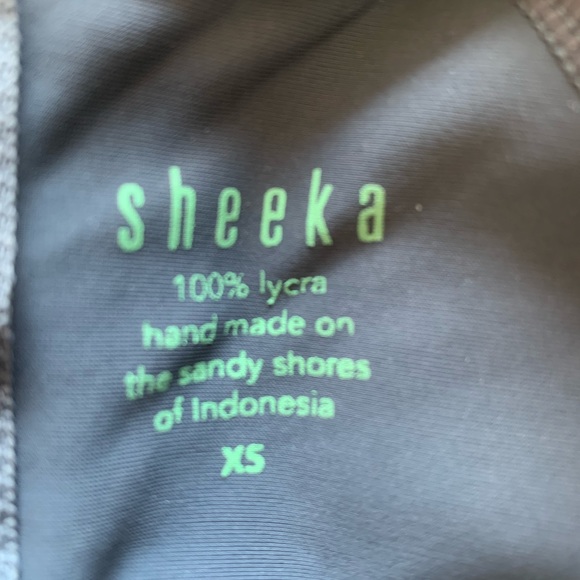 sheeka
100% lycra
hand made on
the sandy shores
of Indonesia
XS